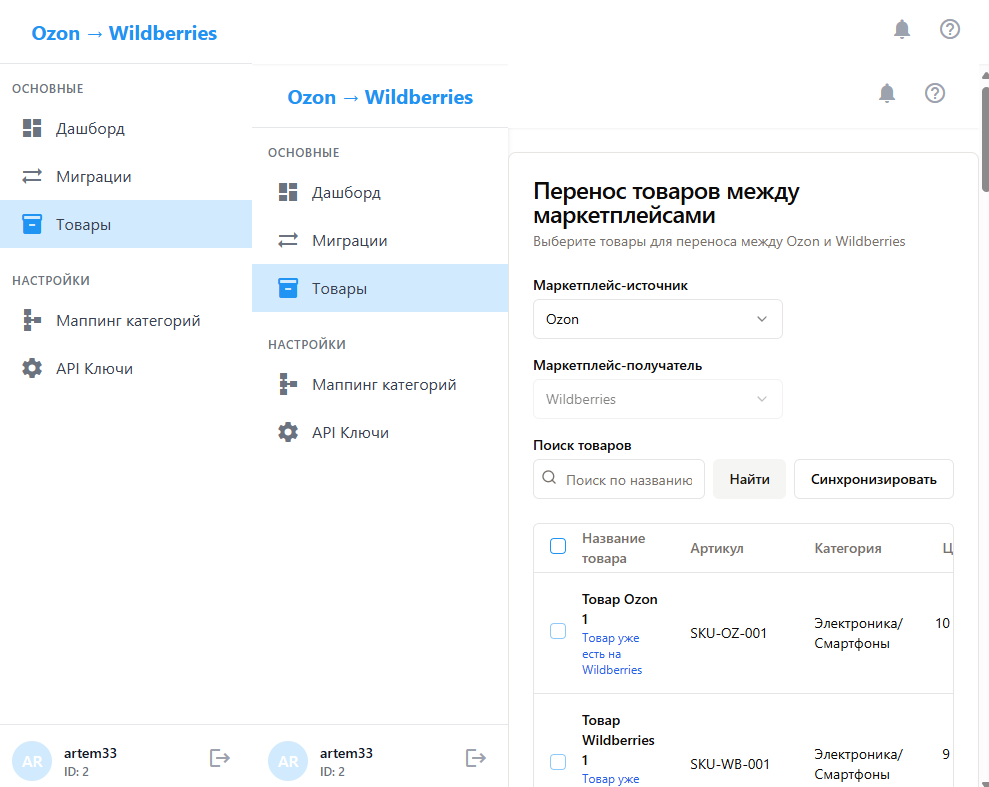 Ozon → Wildberries
ОСНОВНЫЕ
Дашборд
Миграции
Товары
НАСТРОЙКИ
Маппинг категорий
API Ключи
AR
artem33
ID: 2
Ozon → Wildberries
ОСНОВНЫЕ
Дашборд
Миграции
Товары
НАСТРОЙКИ
Маппинг категорий
API Ключи
AR
artem33
ID: 2
Перенос товаров между
маркетплейсами
Выберите товары для переноса между Ozon и Wildberries
Маркетплейс-источник
Ozon
Маркетплейс-получатель
Wildberries
Поиск товаров
Поиск по названию
Найти
Синхронизировать
Название
товара
Артикул
Категория
Ц
Товар Ozon
1
Товар уже
есть на
Wildberries
SKU-OZ-001
Электроника/
Смартфоны
10
Товар
Wildberries
1
Товар уже
SKU-WB-001
Электроника/
Смартфоны
9